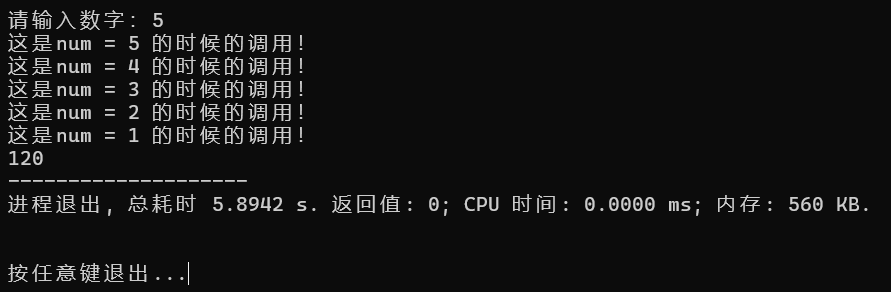 请输入数字: 5
这是num = 5 的时候的调用!
这是num = 4 的时候的调用!
这是num = 3 的时候的调用!
这是num = 2 的时候的调用!
这是num = 1 的时候的调用!
120
--------------------
进程退出, 总耗时 5.8942 s. 返回值: 0; CPU 时间: 0.0000 ms; 内存: 560 KB.
按任意键退出...